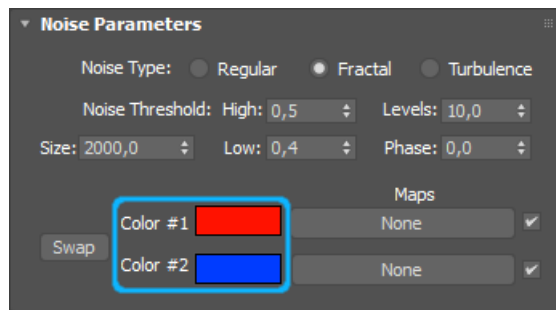 Noise Parameters
Noise Type: Regular Fractal Turbulence
Noise Threshold: High: 0,5 Levels: 10,0
Size: 2000,0 Low: 0,4 Phase: 0,0
Maps
Color #1 None
Swap
Color #2 None